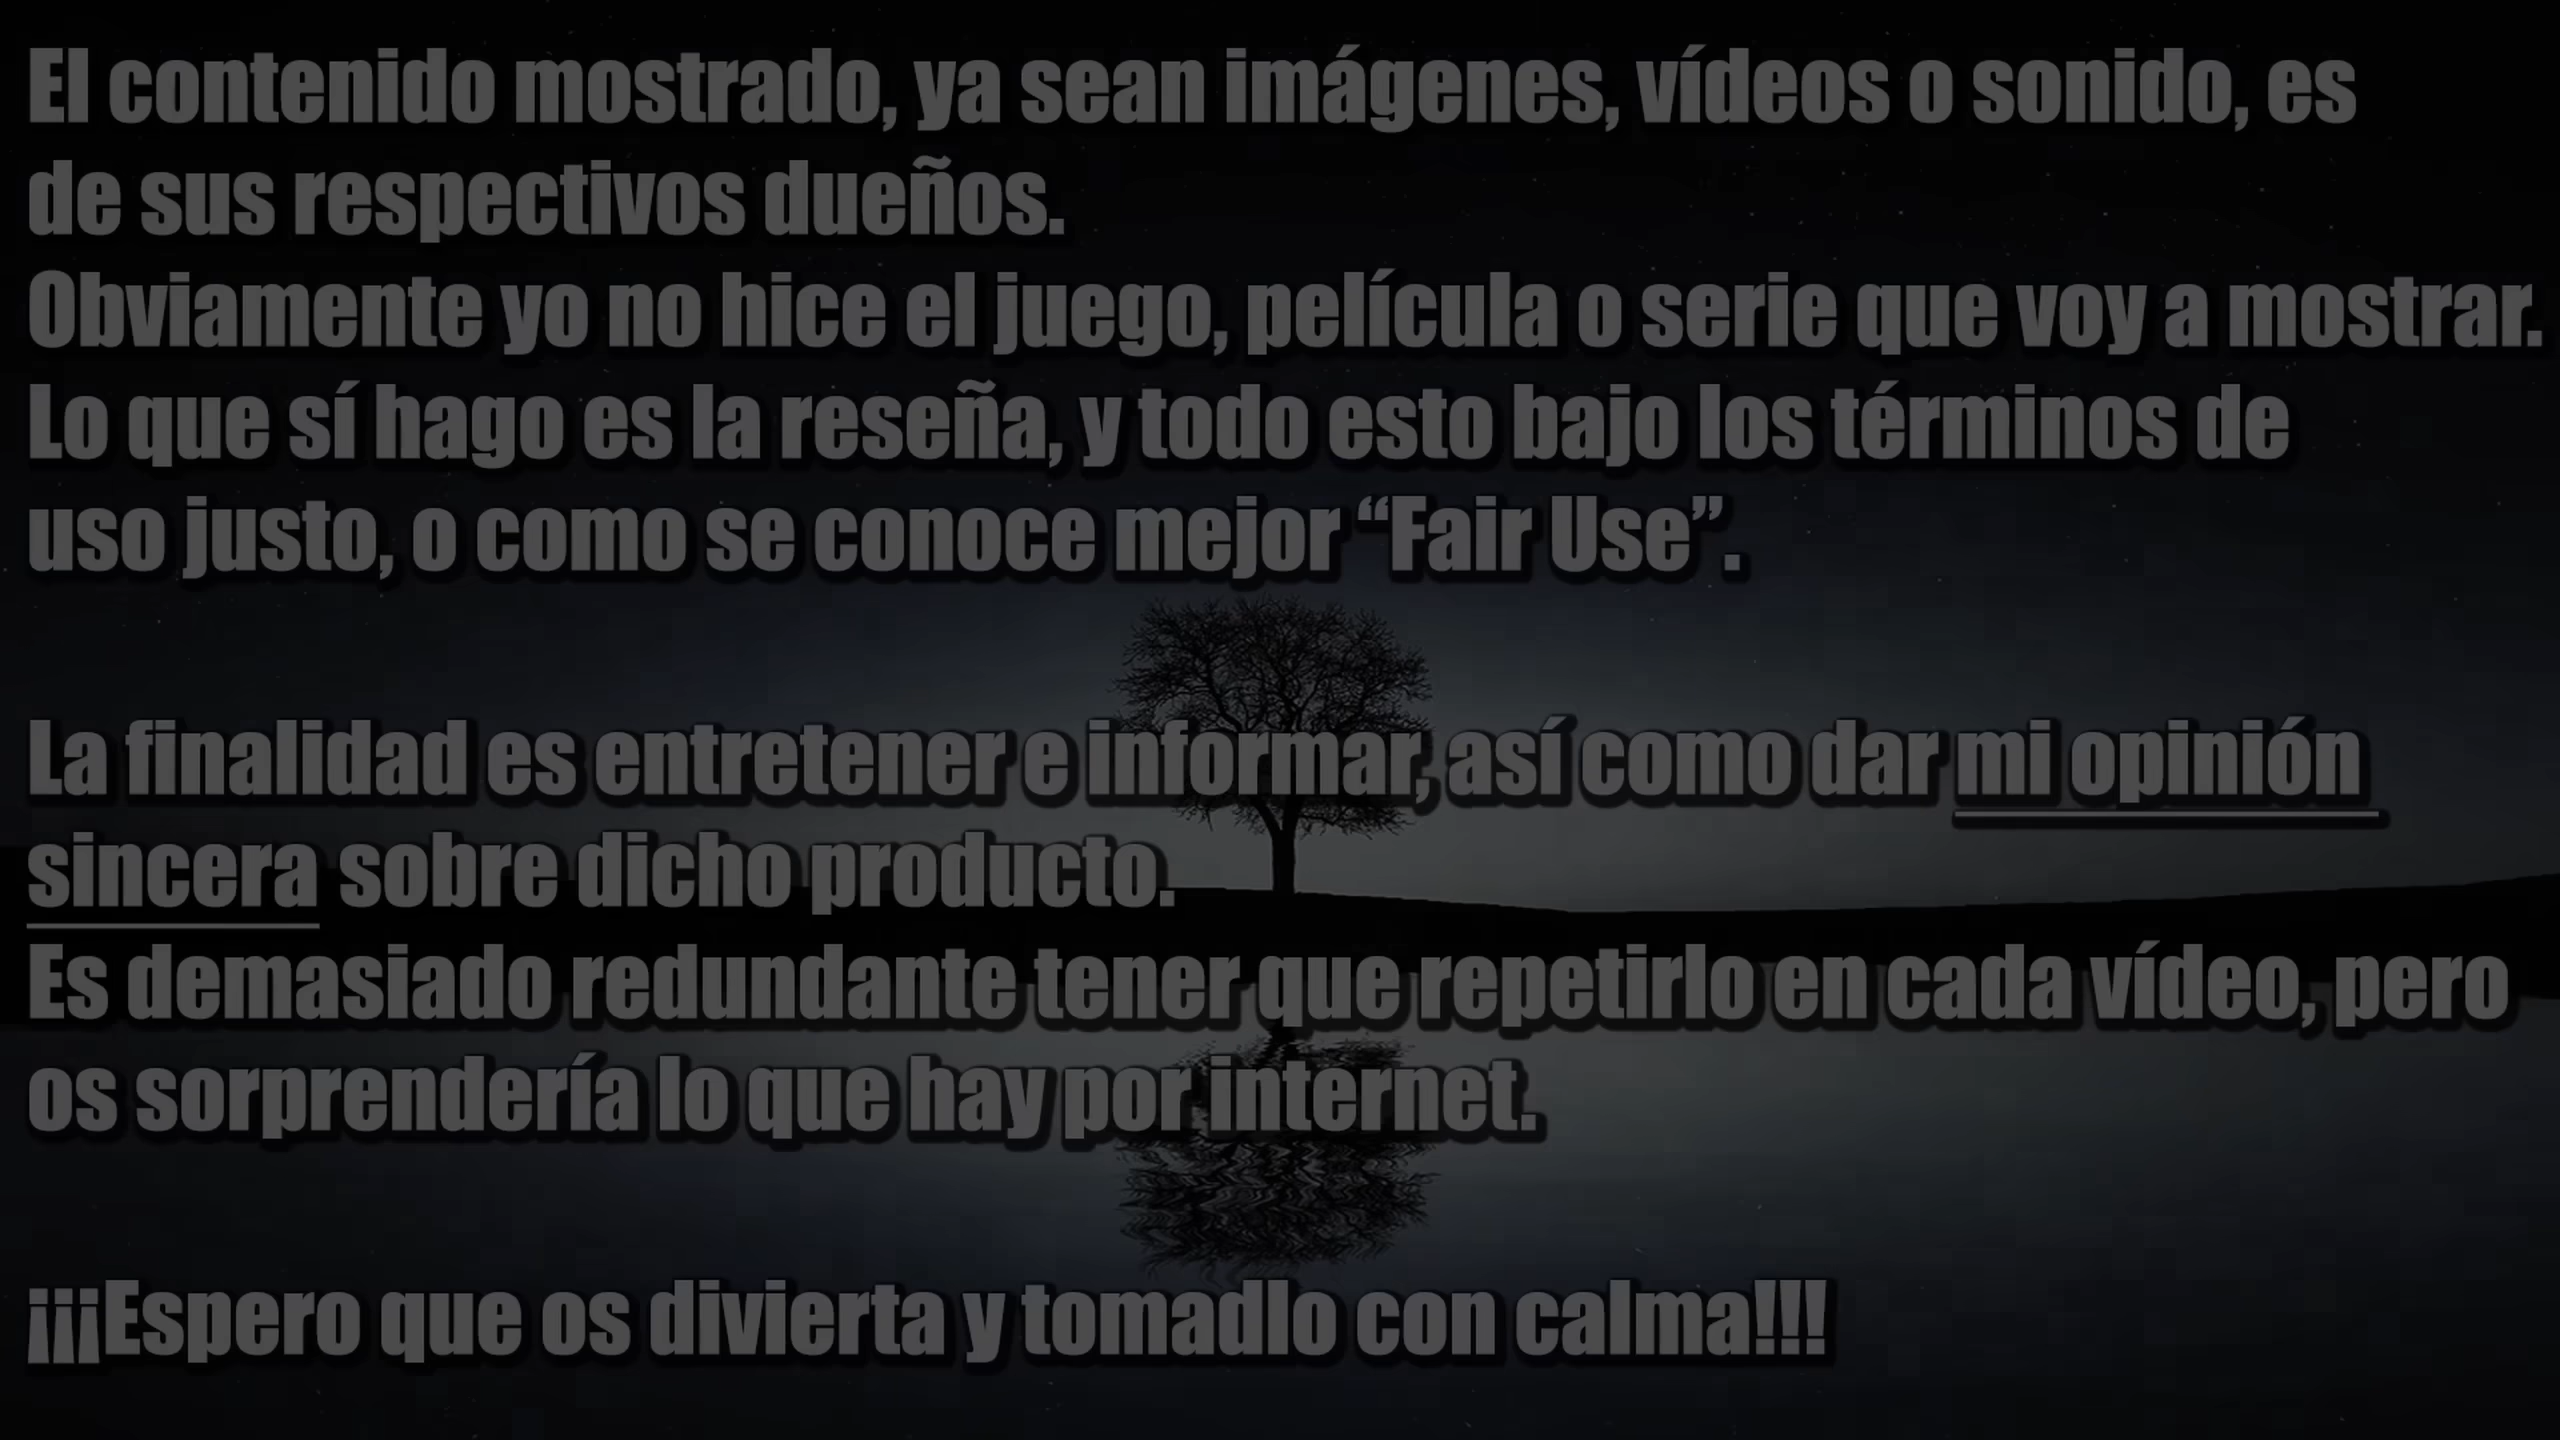 El contenido mostrado, ya sean imágenes, vídeos o sonido, es
de sus respectivos dueños.
Obviamente yo no hice el juego, película o serie que voy a mostrar.
Lo que sí hago es la reseña, y todo esto bajo los términos de
uso justo, o como se conoce mejor “Fair Use”.
La finalidad es entretener e informar, así como dar mi opinión
sincera sobre dicho producto.
Es demasiado redundante tener que repetirlo en cada vídeo, pero
os sorprendería lo que hay por internet.
¡¡¡Espero que os divierta y tomadlo con calma!!!